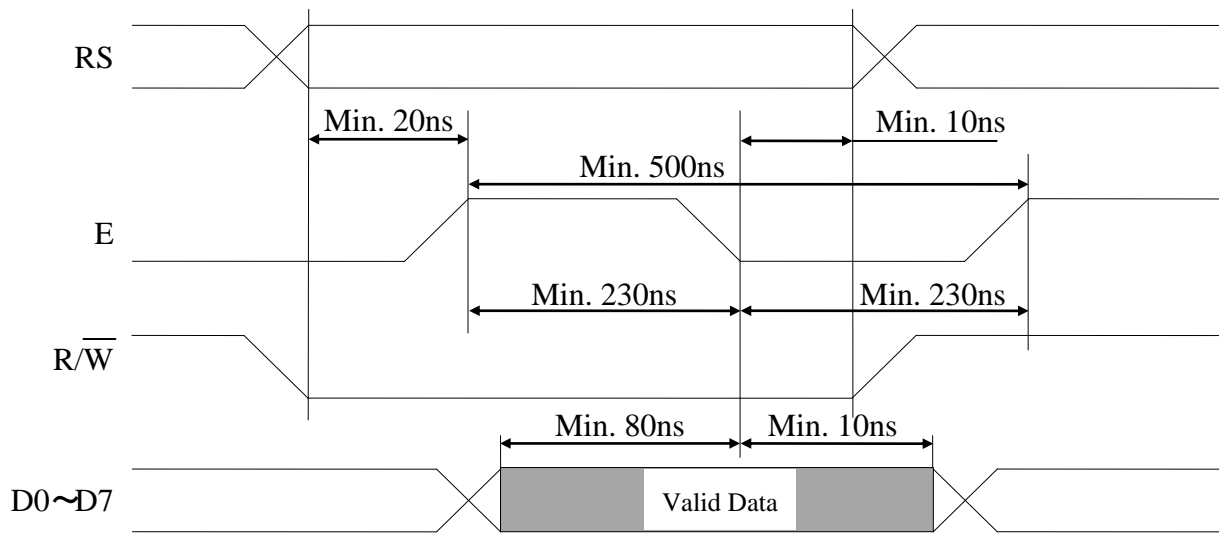 RS
Min. 20ns
Min. 10ns
Min. 500ns
E
Min. 230ns
Min. 230ns
R/W̅
Min. 80ns
Min. 10ns
D0～D7
Valid Data